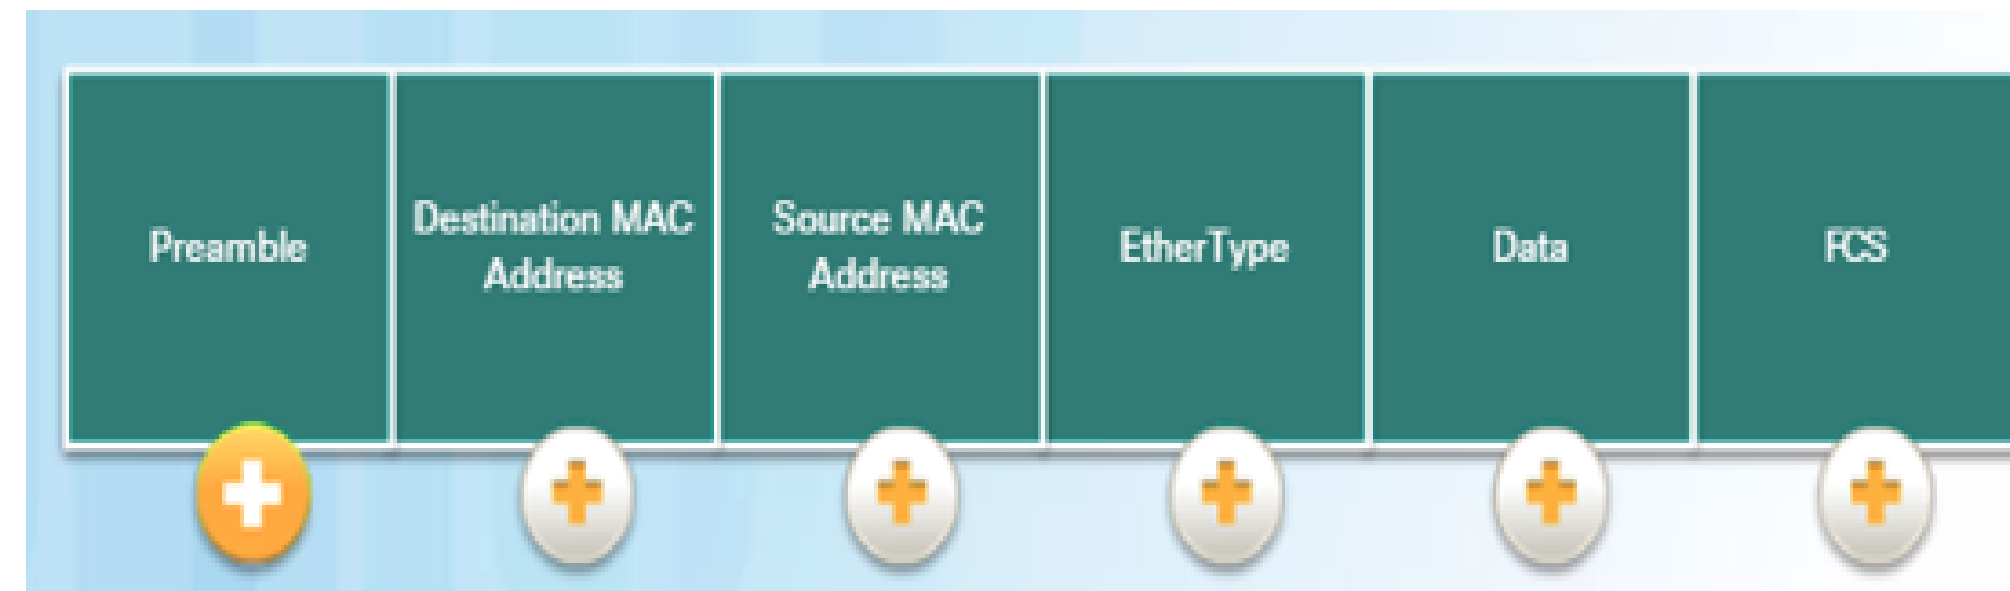 Preamble
Destination MAC
Address
Source MAC
Address
EtherType
Data
FCS